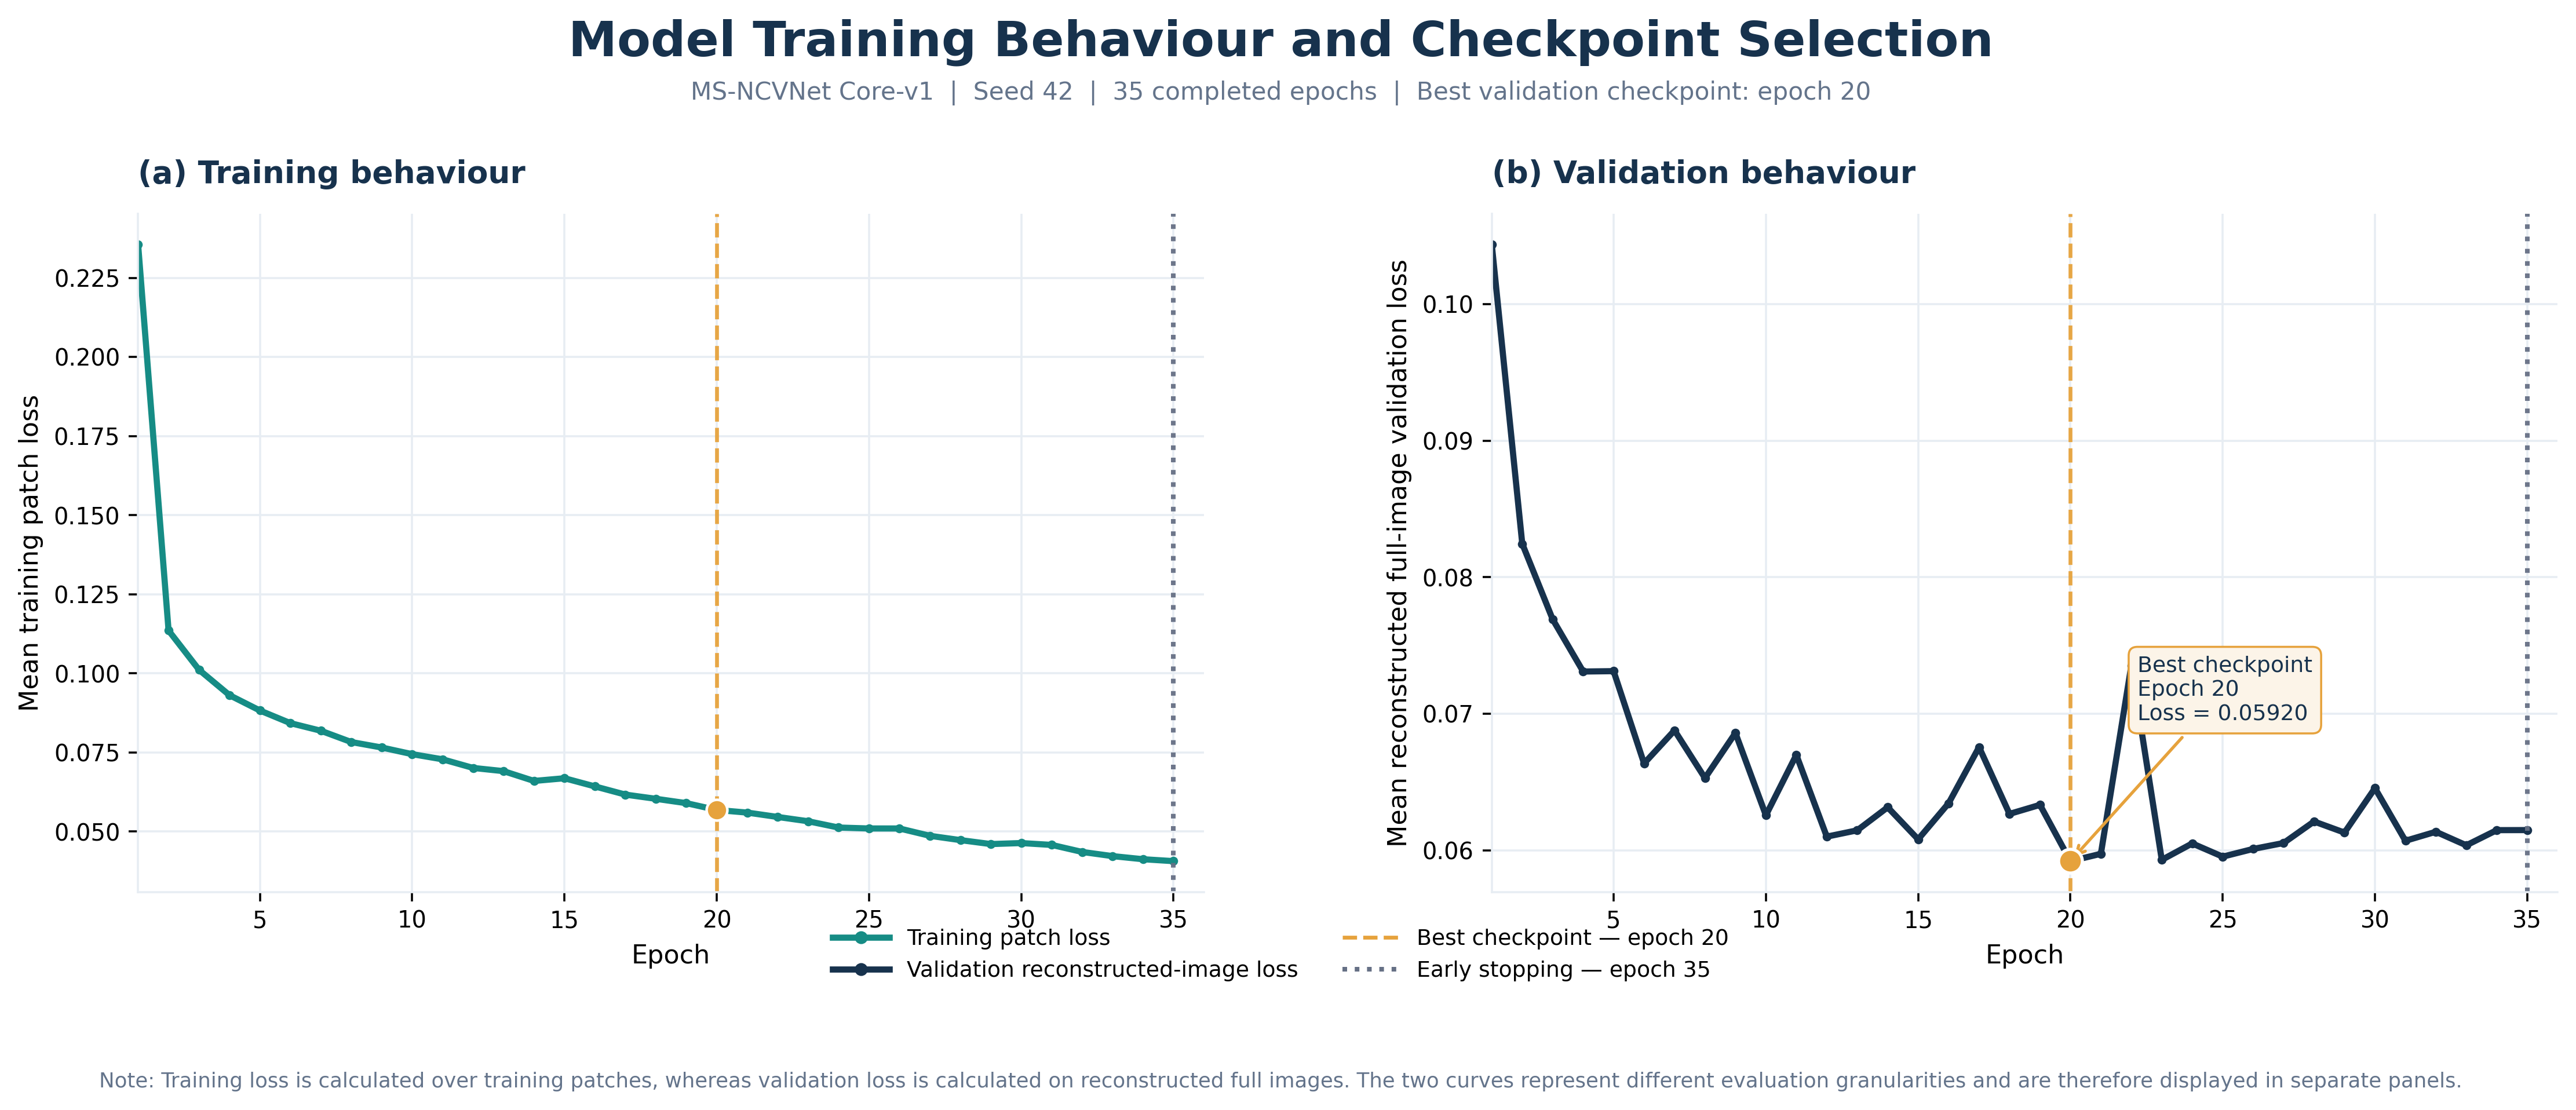 Model Training Behaviour and Checkpoint Selection
MS-NCVNet Core-v1 | Seed 42 | 35 completed epochs | Best validation checkpoint: epoch 20
(a) Training behaviour
Mean training patch loss
0.225
0.200
0.175
0.150
0.125
0.100
0.075
0.050
5 10 15 20 25 30 35
Epoch
(b) Validation behaviour
Mean reconstructed full-image validation loss
0.10
0.09
0.08
0.07
0.06
Best checkpoint
Epoch 20
Loss = 0.05920
5 10 15 20 25 30 35
Epoch
Training patch loss
Validation reconstructed-image loss
Best checkpoint — epoch 20
Early stopping — epoch 35
Note: Training loss is calculated over training patches, whereas validation loss is calculated on reconstructed full images. The two curves represent different evaluation granularities and are therefore displayed in separate panels.